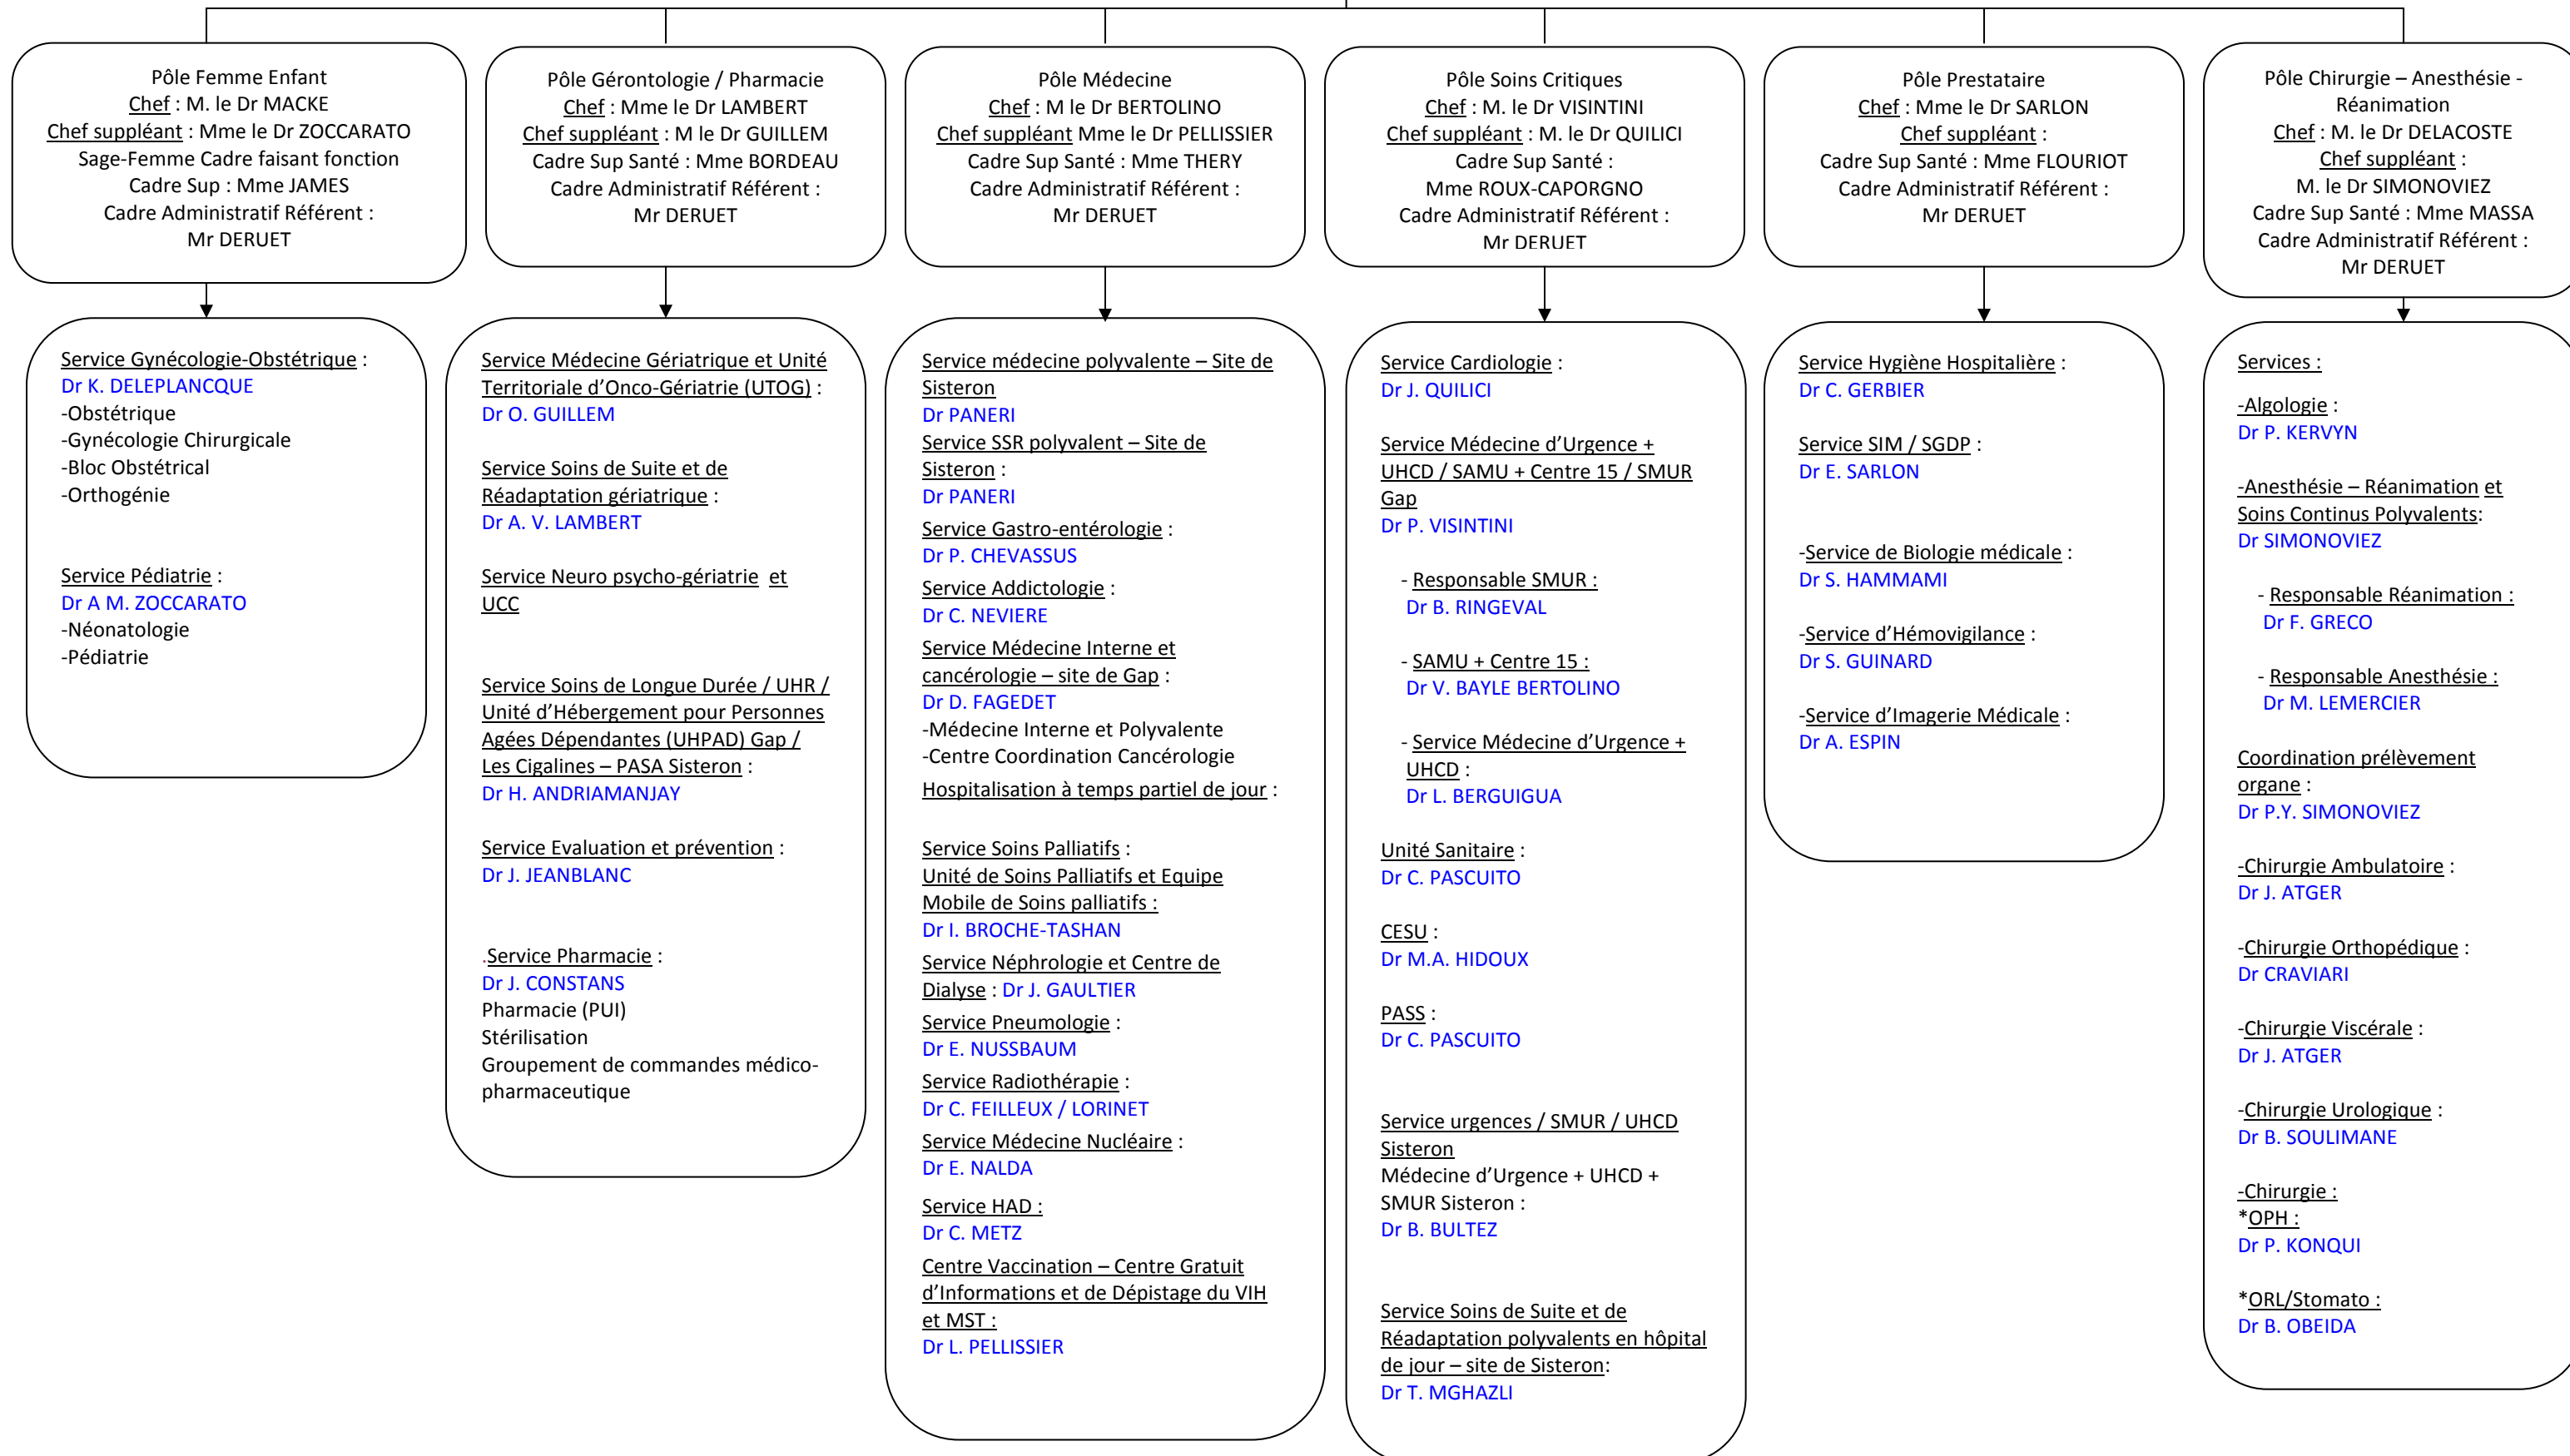 Pôle Femme Enfant
Chef : M. le Dr MACKE
Chef suppléant : Mme le Dr ZOCCARATO
Sage-Femme Cadre faisant fonction
Cadre Sup : Mme JAMES
Cadre Administratif Référent :
Mr DERUET
Pôle Gérontologie / Pharmacie
Chef : Mme le Dr LAMBERT
Chef suppléant : M le Dr GUILLEM
Cadre Sup Santé : Mme BORDEAU
Cadre Administratif Référent :
Mr DERUET
Pôle Médecine
Chef : M le Dr BERTOLINO
Chef suppléant Mme le Dr PELLISSIER
Cadre Sup Santé : Mme THERY
Cadre Administratif Référent :
Mr DERUET
Pôle Soins Critiques
Chef : M. le Dr VISINTINI
Chef suppléant : M. le Dr QUILICI
Cadre Sup Santé :
Mme ROUX-CAPORGNO
Cadre Administratif Référent :
Mr DERUET
Pôle Prestataire
Chef : Mme le Dr SARLON
Chef suppléant :
Cadre Sup Santé : Mme FLOURIOT
Cadre Administratif Référent :
Mr DERUET
Pôle Chirurgie – Anesthésie -
Réanimation
Chef : M. le Dr DELACOSTE
Chef suppléant :
M. le Dr SIMONOVIEZ
Cadre Sup Santé : Mme MASSA
Cadre Administratif Référent :
Mr DERUET
Service Gynécologie-Obstétrique :
Dr K. DELEPLANCQUE
-Obstétrique
-Gynécologie Chirurgicale
-Bloc Obstétrical
-Orthogénie
Service Pédiatrie :
Dr A M. ZOCCARATO
-Néonatologie
-Pédiatrie
Service Médecine Gériatrique et Unité
Territoriale d'Onco-Gériatrie (UTOG) :
Dr O. GUILLEM
Service Soins de Suite et de
Réadaptation gériatrique :
Dr A. V. LAMBERT
Service Neuro psycho-gériatrie et
UCC
Service Soins de Longue Durée / UHR /
Unité d'Hébergement pour Personnes
Agées Dépendantes (UHPAD) Gap /
Les Cigalines – PASA Sisteron :
Dr H. ANDRIAMANJAY
Service Evaluation et prévention :
Dr J. JEANBLANC
.Service Pharmacie :
Dr J. CONSTANS
Pharmacie (PUI)
Stérilisation
Groupement de commandes médico-
pharmaceutique
Service médecine polyvalente – Site de
Sisteron
Dr PANERI
Service SSR polyvalent – Site de
Sisteron :
Dr PANERI
Service Gastro-entérologie :
Dr P. CHEVASSUS
Service Addictologie :
Dr C. NEVIERE
Service Médecine Interne et
cancérologie – site de Gap :
Dr D. FAGEDET
-Médecine Interne et Polyvalente
-Centre Coordination Cancérologie
Hospitalisation à temps partiel de jour :
Service Soins Palliatifs :
Unité de Soins Palliatifs et Equipe
Mobile de Soins palliatifs :
Dr I. BROCHE-TASHAN
Service Néphrologie et Centre de
Dialyse : Dr J. GAULTIER
Service Pneumologie :
Dr E. NUSSBAUM
Service Radiothérapie :
Dr C. FEILLEUX / LORINET
Service Médecine Nucléaire :
Dr E. NALDA
Service HAD :
Dr C. METZ
Centre Vaccination – Centre Gratuit
d'Informations et de Dépistage du VIH
et MST :
Dr L. PELLISSIER
Service Cardiologie :
Dr J. QUILICI
Service Médecine d'Urgence +
UHCD / SAMU + Centre 15 / SMUR
Gap
Dr P. VISINTINI
- Responsable SMUR :
Dr B. RINGEVAL
- SAMU + Centre 15 :
Dr V. BAYLE BERTOLINO
- Service Médecine d'Urgence +
UHCD :
Dr L. BERGUIGUA
Unité Sanitaire :
Dr C. PASCUITO
CESU :
Dr M.A. HIDOUX
PASS :
Dr C. PASCUITO
Service urgences / SMUR / UHCD
Sisteron
Médecine d'Urgence + UHCD +
SMUR Sisteron :
Dr B. BULTEZ
Service Soins de Suite et de
Réadaptation polyvalents en hôpital
de jour – site de Sisteron:
Dr T. MGHAZLI
Service Hygiène Hospitalière :
Dr C. GERBIER
Service SIM / SGDP :
Dr E. SARLON
-Service de Biologie médicale :
Dr S. HAMMAMI
-Service d'Hémovigilance :
Dr S. GUINARD
-Service d'Imagerie Médicale :
Dr A. ESPIN
Services :
-Algologie :
Dr P. KERVYN
-Anesthésie – Réanimation et
Soins Continus Polyvalents:
Dr SIMONOVIEZ
- Responsable Réanimation :
Dr F. GRECO
- Responsable Anesthésie :
Dr M. LEMERCIER
Coordination prélèvement
organe :
Dr P.Y. SIMONOVIEZ
-Chirurgie Ambulatoire :
Dr J. ATGER
-Chirurgie Orthopédique :
Dr CRAVIARI
-Chirurgie Viscérale :
Dr J. ATGER
-Chirurgie Urologique :
Dr B. SOULIMANE
-Chirurgie :
*OPH :
Dr P. KONQUI
*ORL/Stomato :
Dr B. OBEIDA